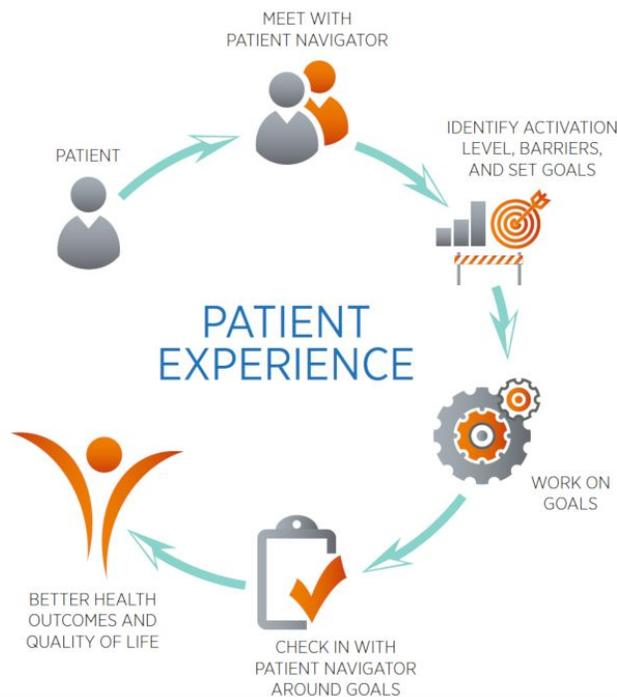 MEET WITH
PATIENT NAVIGATOR
PATIENT
IDENTIFY ACTIVATION
LEVEL, BARRIERS,
AND SET GOALS
PATIENT
EXPERIENCE
WORK ON
GOALS
CHECK IN WITH
PATIENT NAVIGATOR
AROUND GOALS
BETTER HEALTH
OUTCOMES AND
QUALITY OF LIFE